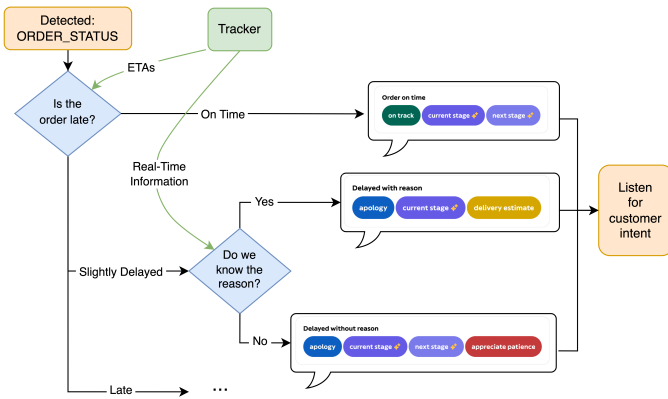 Detected:
ORDER_STATUS
Tracker
ETAs
Is the
order late?
On Time
Order on time
on track
current stage ✨
next stage ✨
Real-Time
Information
Yes
Delayed with reason
apology
current stage ✨
delivery estimate
Listen
for
customer
intent
Slightly Delayed
Do we
know the
reason?
No
Delayed without reason
apology
current stage ✨
next stage ✨
appreciate patience
Late
...